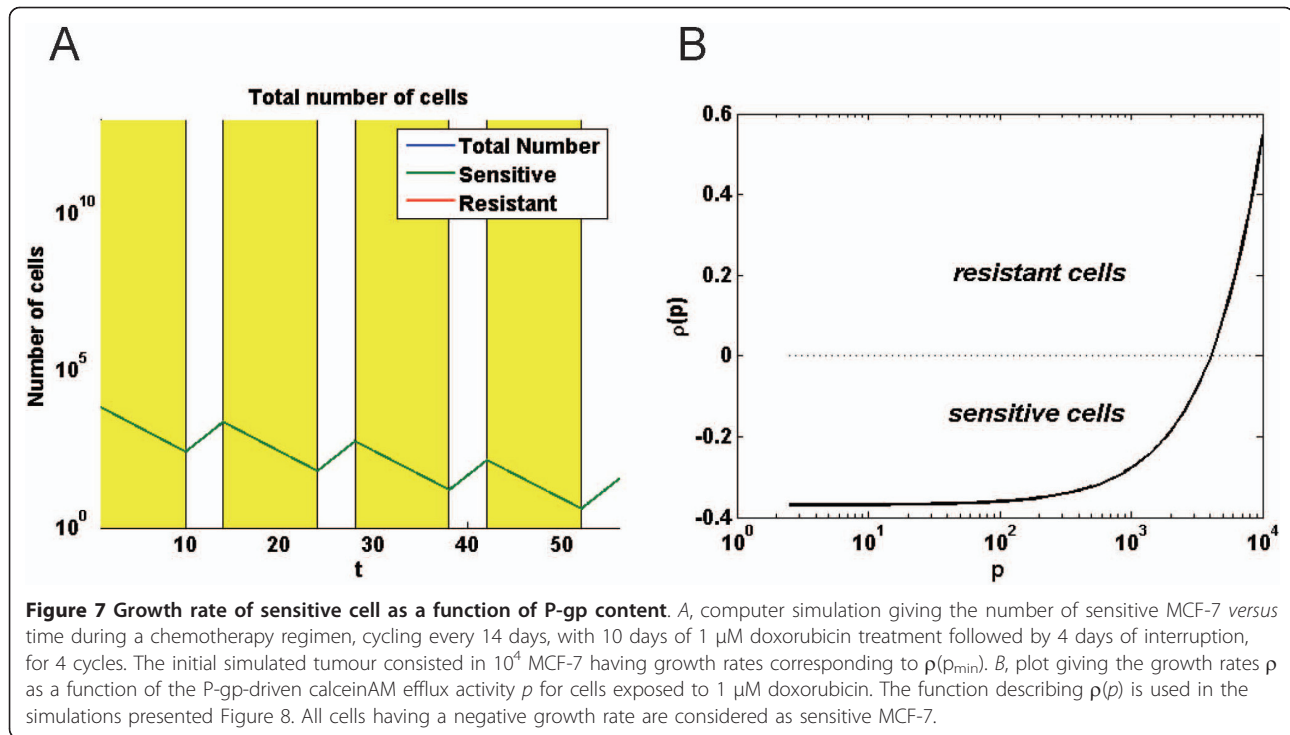 A
Total number of cells
Total Number
Sensitive
Resistant
Number of cells
10^10
10^5
10^0
10 20 30 40 50
t
B
0.6
0.4
0.2
0
-0.2
-0.4
ρ(p)
resistant cells
sensitive cells
10^0 10^1 10^2 10^3 10^4
p
Figure 7 Growth rate of sensitive cell as a function of P-gp content. A, computer simulation giving the number of sensitive MCF-7 versus
time during a chemotherapy regimen, cycling every 14 days, with 10 days of 1 μM doxorubicin treatment followed by 4 days of interruption,
for 4 cycles. The initial simulated tumour consisted in 10^4 MCF-7 having growth rates corresponding to ρ(p_min). B, plot giving the growth rates ρ
as a function of the P-gp-driven calceinAM efflux activity p for cells exposed to 1 μM doxorubicin. The function describing ρ(p) is used in the
simulations presented Figure 8. All cells having a negative growth rate are considered as sensitive MCF-7.